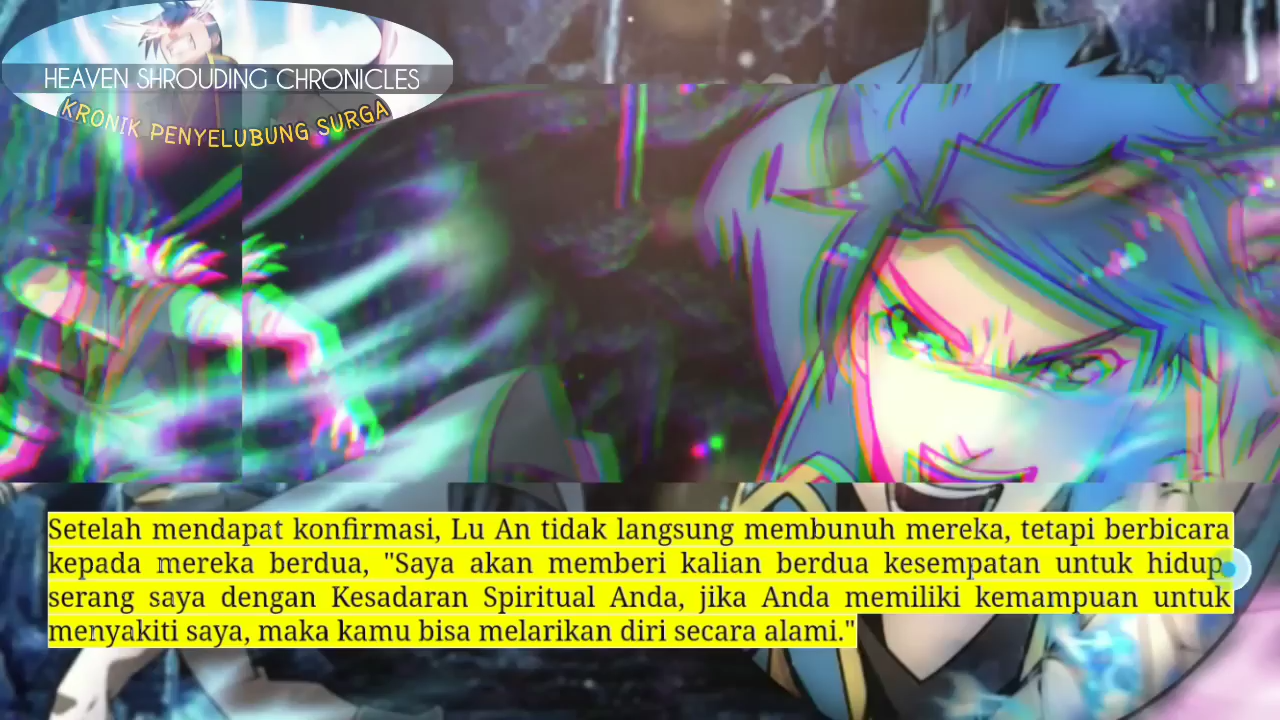 HEAVEN SHROUDING CHRONICLES
KRONIK PENYELUBUNG SURGA
Setelah mendapat konfirmasi, Lu An tidak langsung membunuh mereka, tetapi berbicara
kepada mereka berdua, "Saya akan memberi kalian berdua kesempatan untuk hidup,
serang saya dengan Kesadaran Spiritual Anda, jika Anda memiliki kemampuan untuk
menyakiti saya, maka kamu bisa melarikan diri secara alami."